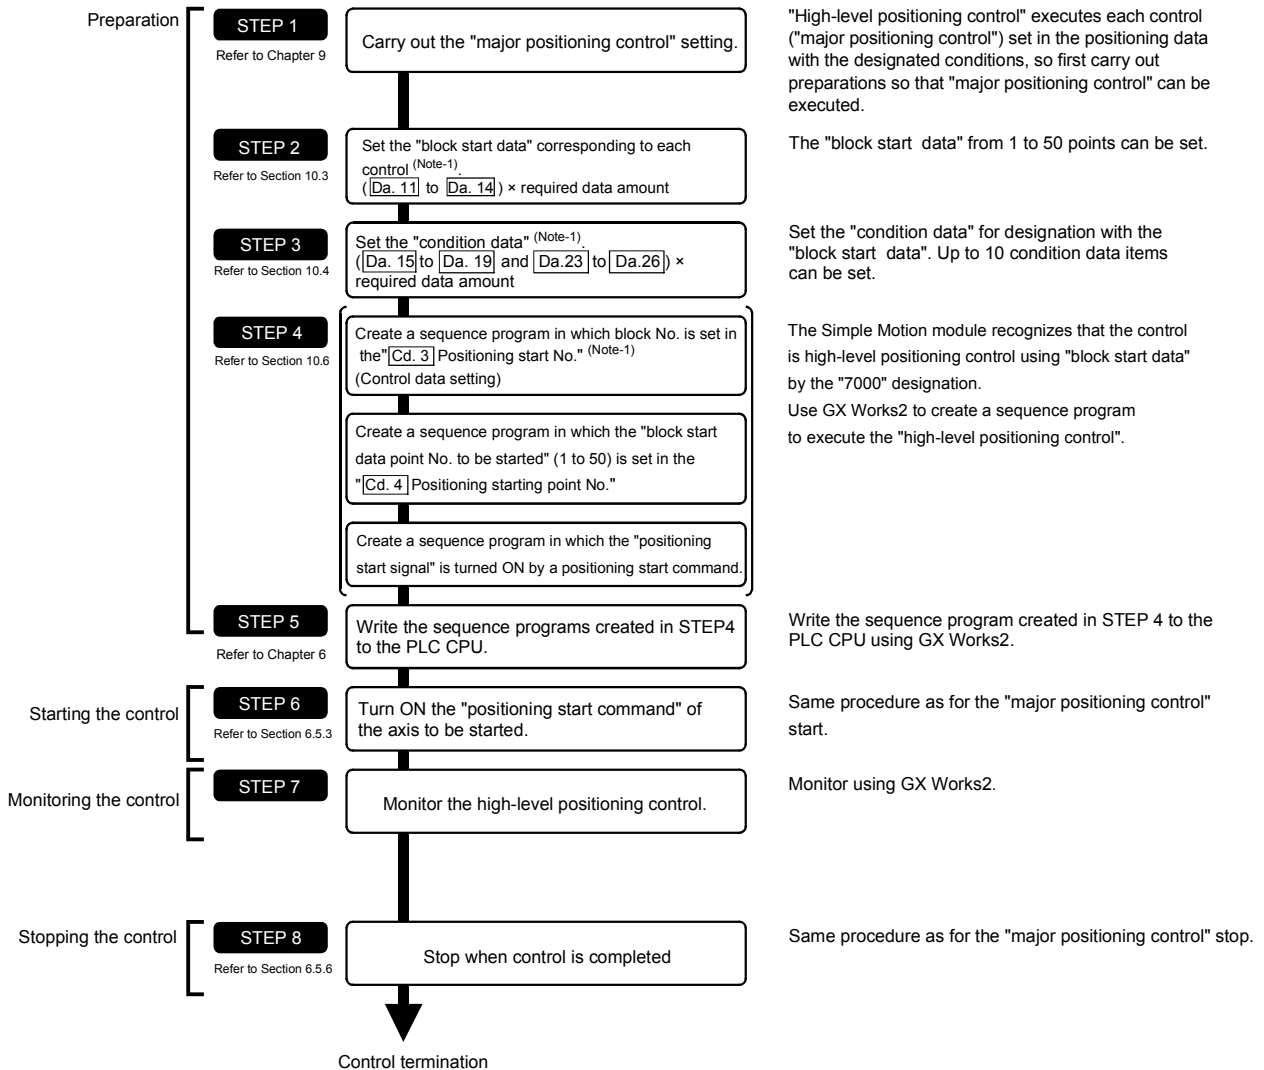 Preparation
STEP 1
Refer to Chapter 9
Carry out the "major positioning control" setting.
"High-level positioning control" executes each control
("major positioning control") set in the positioning data
with the designated conditions, so first carry out
preparations so that "major positioning control" can be
executed.
STEP 2
Refer to Section 10.3
Set the "block start data" corresponding to each
control (Note-1).
( Da. 11 to Da. 14 ) × required data amount
The "block start data" from 1 to 50 points can be set.
STEP 3
Refer to Section 10.4
Set the "condition data" (Note-1).
( Da. 15 to Da. 19 and Da.23 to Da.26 ) ×
required data amount
Set the "condition data" for designation with the
"block start data". Up to 10 condition data items
can be set.
STEP 4
Refer to Section 10.6
Create a sequence program in which block No. is set in
the" Cd. 3 Positioning start No." (Note-1)
(Control data setting)
The Simple Motion module recognizes that the control
is high-level positioning control using "block start data"
by the "7000" designation.
Use GX Works2 to create a sequence program
to execute the "high-level positioning control".
Create a sequence program in which the "block start
data point No. to be started" (1 to 50) is set in the
" Cd. 4 Positioning starting point No."
Create a sequence program in which the "positioning
start signal" is turned ON by a positioning start command.
STEP 5
Refer to Chapter 6
Write the sequence programs created in STEP4
to the PLC CPU.
Write the sequence program created in STEP 4 to the
PLC CPU using GX Works2.
Starting the control
STEP 6
Refer to Section 6.5.3
Turn ON the "positioning start command" of
the axis to be started.
Same procedure as for the "major positioning control"
start.
Monitoring the control
STEP 7
Monitor the high-level positioning control.
Monitor using GX Works2.
Stopping the control
STEP 8
Refer to Section 6.5.6
Stop when control is completed
Same procedure as for the "major positioning control" stop.
Control termination